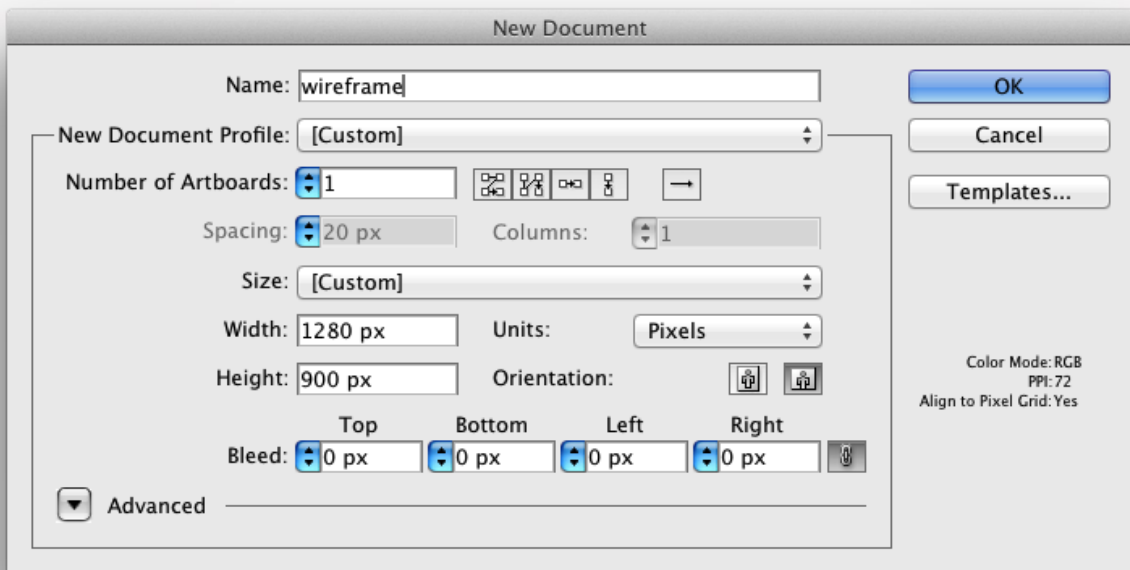 New Document
Name: wireframe
OK
New Document Profile: [Custom]
Cancel
Number of Artboards: 1
Templates...
Spacing: 20 px Columns: 1
Size: [Custom]
Width: 1280 px Units: Pixels
Height: 900 px Orientation:
Color Mode: RGB
PPI: 72
Align to Pixel Grid: Yes
Top Bottom Left Right
Bleed: 0 px 0 px 0 px 0 px
Advanced